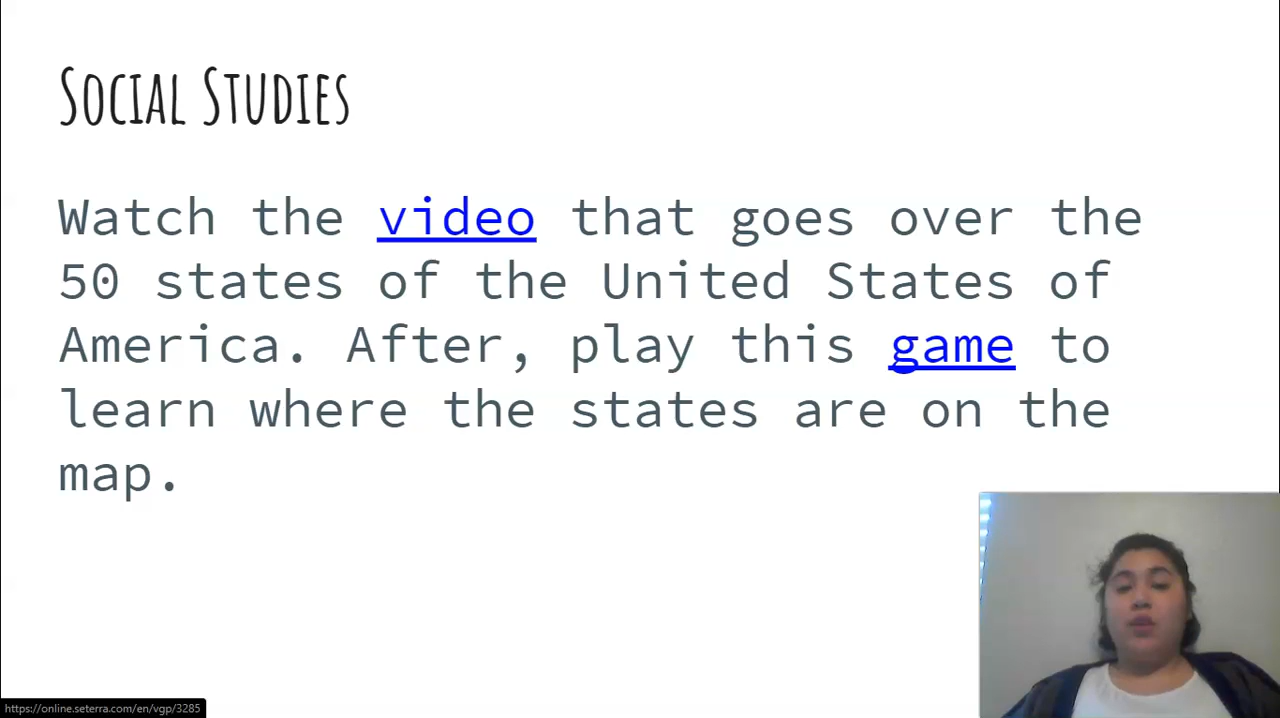 Social Studies
Watch the video that goes over the
50 states of the United States of
America. After, play this game to
learn where the states are on the
map.
https://online.seterra.com/en/vgp/3285